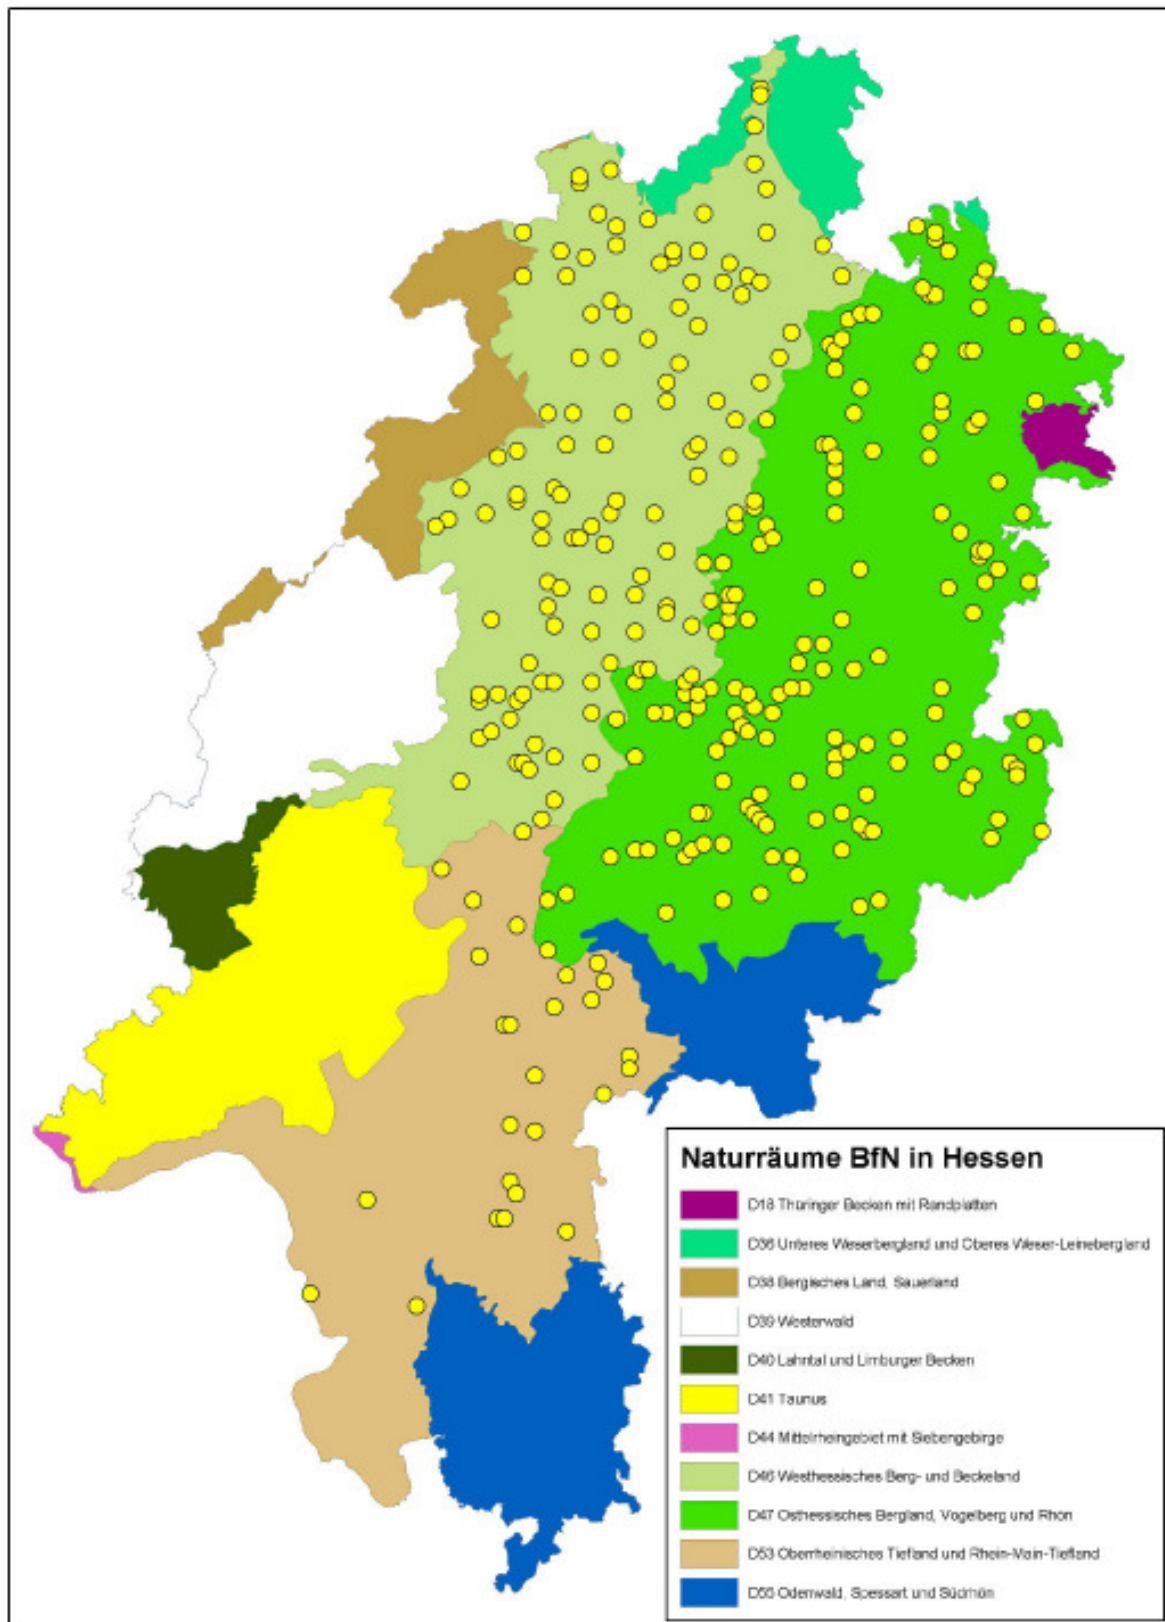 Naturräume BfN in Hessen
D18 Thüringer Becken mit Randplatten
D36 Unteres Weserbergland und Oberes Weser-Leinebergland
D38 Bergisches Land, Sauerland
D39 Westerwald
D40 Lahntal und Limburger Becken
D41 Taunus
D44 Mittelrheingebiet mit Siebengebirge
D46 Westhessisches Berg- und Beckeland
D47 Osthessisches Bergland, Vogelberg und Rhön
D53 Oberrheinisches Tiefland und Rhein-Main-Tiefland
D55 Odenwald, Spessart und Südrhön